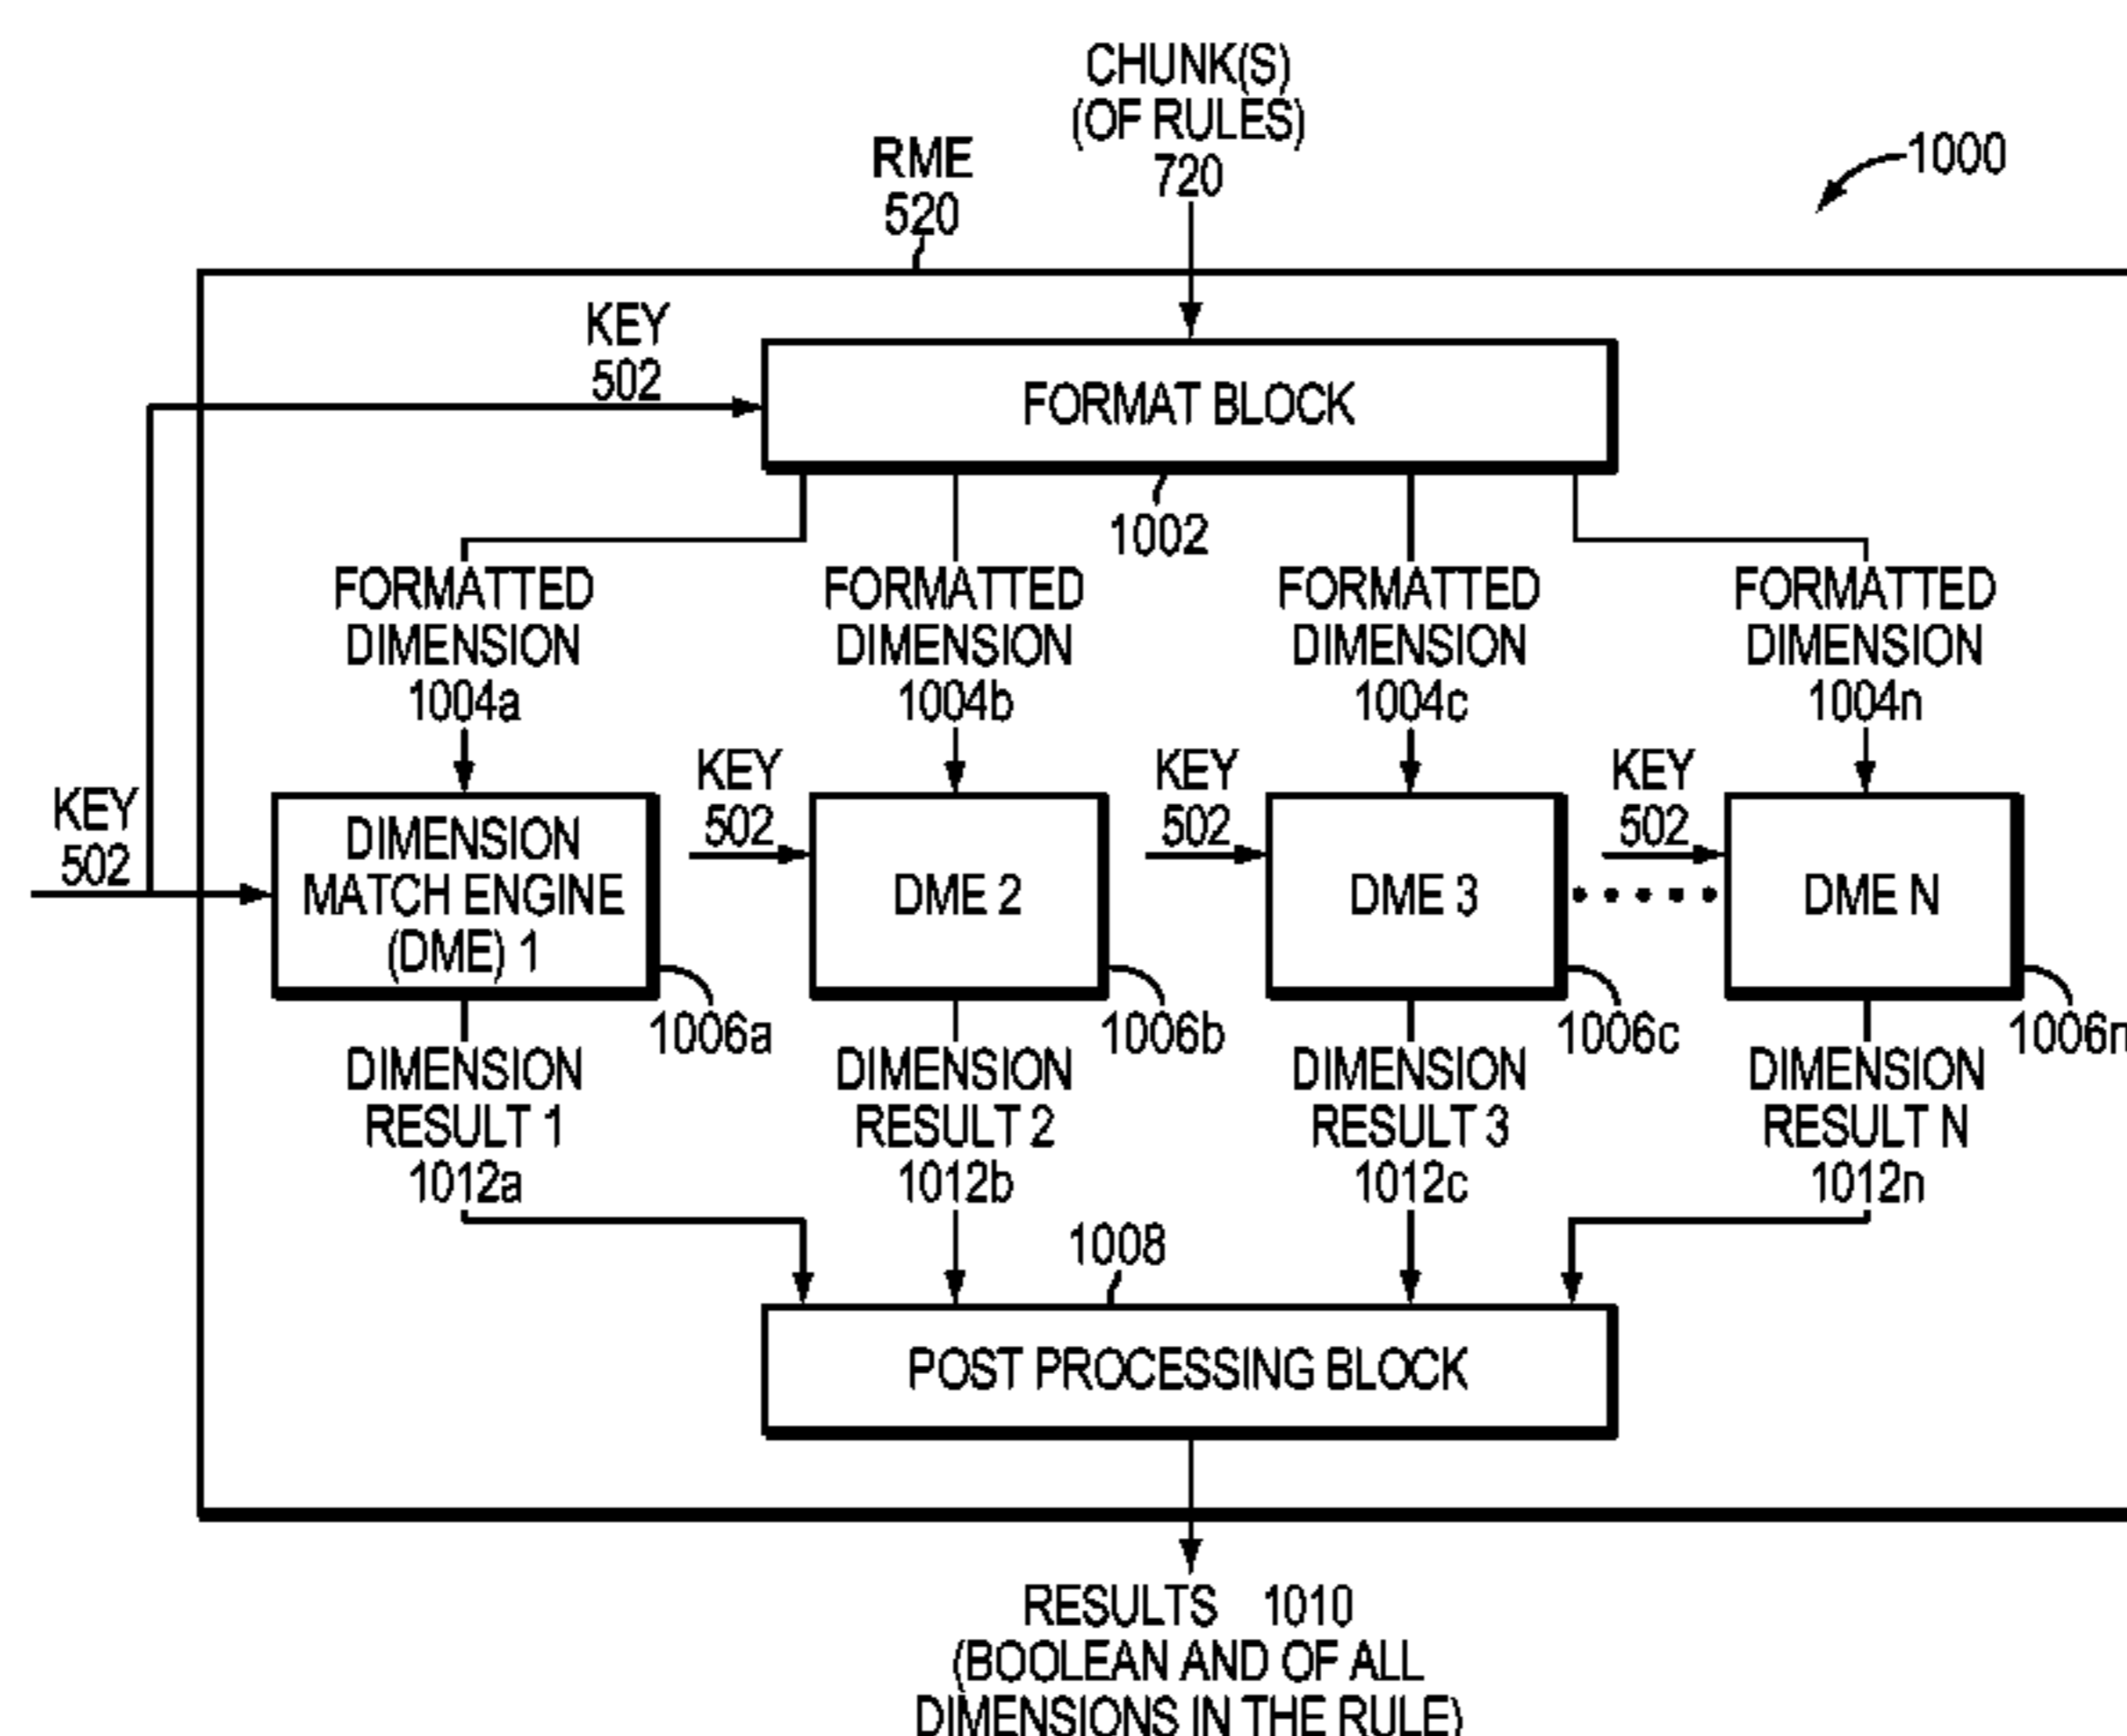 CHUNK(S)
(OF RULES)
720
RME
520
1000
KEY
502
FORMAT BLOCK
1002
FORMATTED
DIMENSION
1004a
FORMATTED
DIMENSION
1004b
FORMATTED
DIMENSION
1004c
FORMATTED
DIMENSION
1004n
KEY
502
KEY
502
KEY
502
KEY
502
DIMENSION
MATCH ENGINE
(DME) 1
DME 2
DME 3
DME N
1006a
1006b
1006c
1006n
DIMENSION
RESULT 1
1012a
DIMENSION
RESULT 2
1012b
DIMENSION
RESULT 3
1012c
DIMENSION
RESULT N
1012n
1008
POST PROCESSING BLOCK
RESULTS 1010
(BOOLEAN AND OF ALL
DIMENSIONS IN THE RULE)